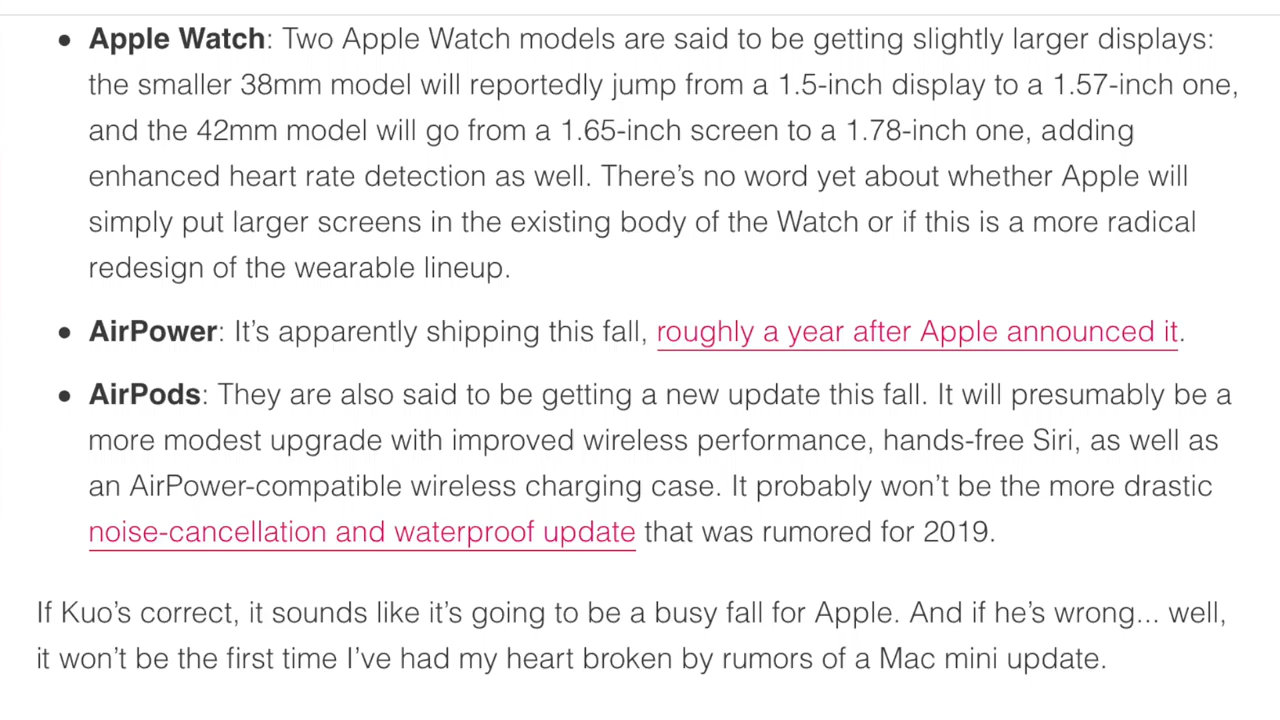 • Apple Watch: Two Apple Watch models are said to be getting slightly larger displays:
the smaller 38mm model will reportedly jump from a 1.5-inch display to a 1.57-inch one,
and the 42mm model will go from a 1.65-inch screen to a 1.78-inch one, adding
enhanced heart rate detection as well. There’s no word yet about whether Apple will
simply put larger screens in the existing body of the Watch or if this is a more radical
redesign of the wearable lineup.
• AirPower: It’s apparently shipping this fall, roughly a year after Apple announced it.
• AirPods: They are also said to be getting a new update this fall. It will presumably be a
more modest upgrade with improved wireless performance, hands-free Siri, as well as
an AirPower-compatible wireless charging case. It probably won’t be the more drastic
noise-cancellation and waterproof update that was rumored for 2019.
If Kuo’s correct, it sounds like it’s going to be a busy fall for Apple. And if he’s wrong... well,
it won’t be the first time I’ve had my heart broken by rumors of a Mac mini update.